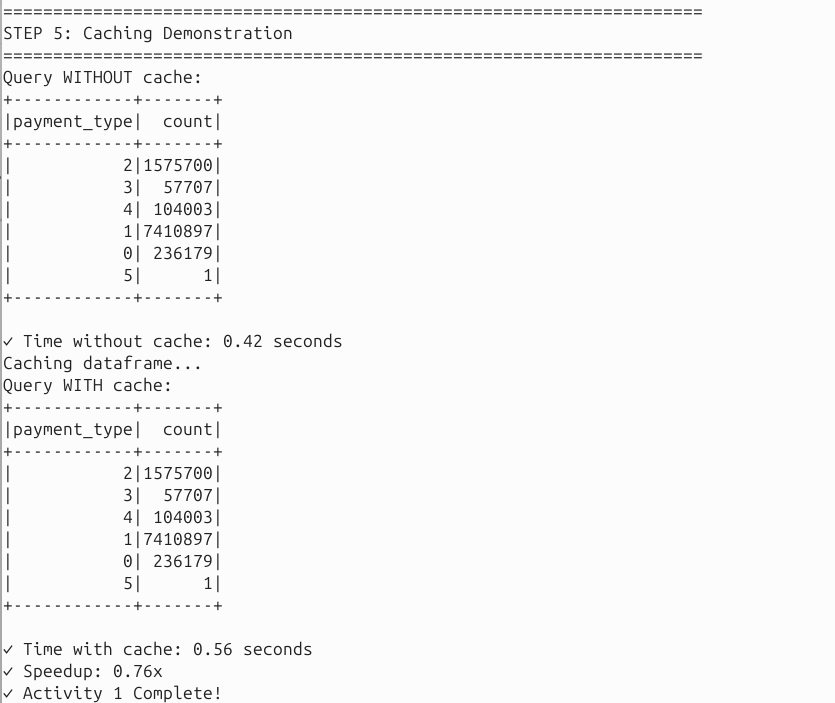 ======================================================================
STEP 5: Caching Demonstration
======================================================================
Query WITHOUT cache:
+------------+-------+
|payment_type|  count|
+------------+-------+
|           2|1575700|
|           3|  57707|
|           4| 104003|
|           1|7410897|
|           0| 236179|
|           5|      1|
+------------+-------+

✓ Time without cache: 0.42 seconds
Caching dataframe...
Query WITH cache:
+------------+-------+
|payment_type|  count|
+------------+-------+
|           2|1575700|
|           3|  57707|
|           4| 104003|
|           1|7410897|
|           0| 236179|
|           5|      1|
+------------+-------+

✓ Time with cache: 0.56 seconds
✓ Speedup: 0.76x
✓ Activity 1 Complete!